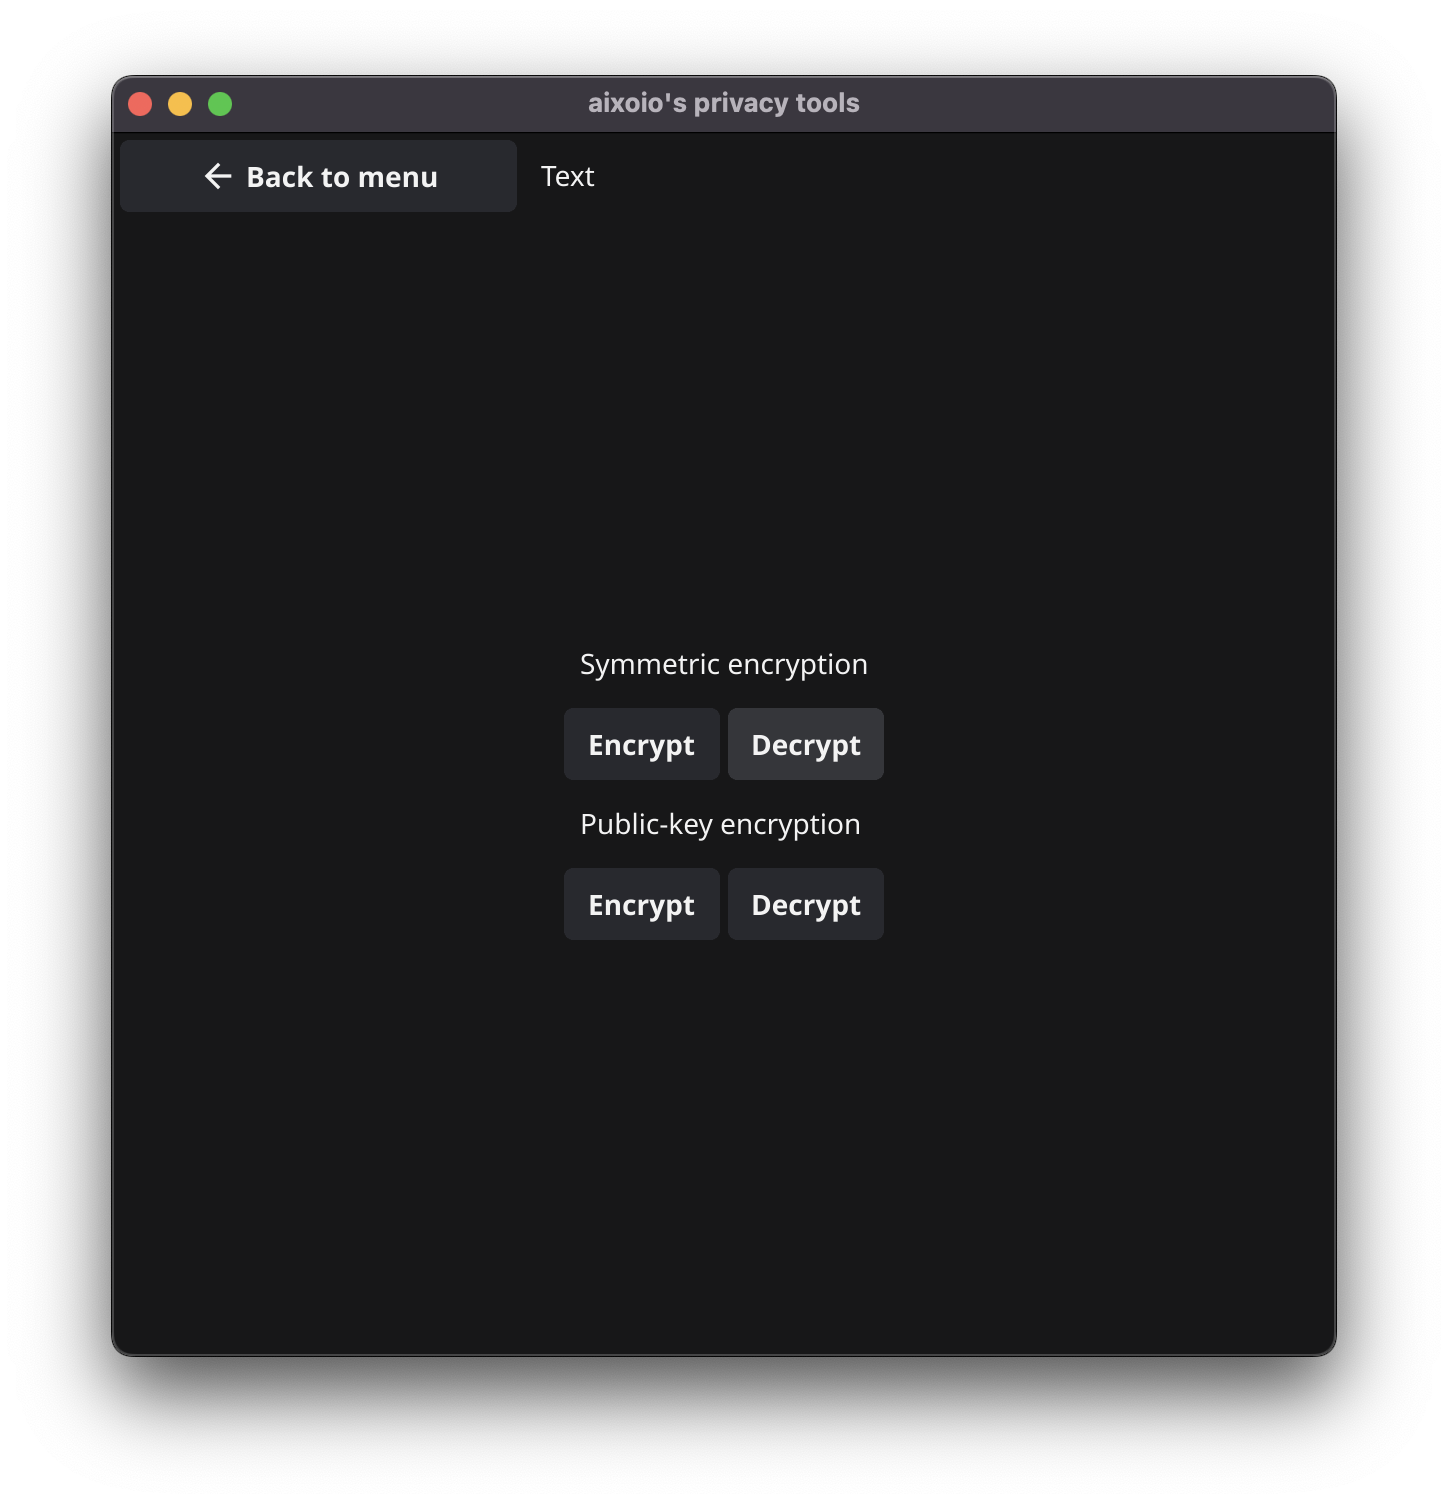 aixoio's privacy tools
← Back to menu Text
Symmetric encryption
Encrypt Decrypt
Public-key encryption
Encrypt Decrypt